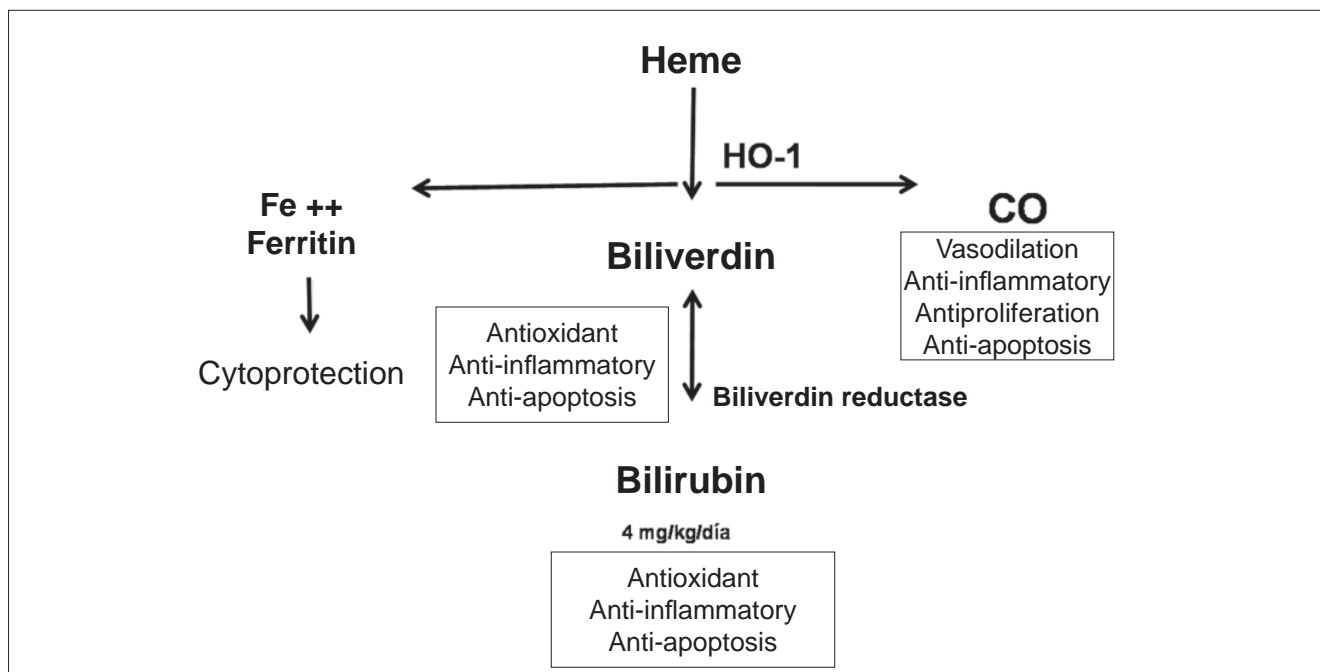 Heme
HO-1
Fe ++
Ferritin
Cytoprotection
Biliverdin
Antioxidant
Anti-inflammatory
Anti-apoptosis
CO
Vasodilation
Anti-inflammatory
Antiproliferation
Anti-apoptosis
Biliverdin reductase
Bilirubin
4 mg/kg/día
Antioxidant
Anti-inflammatory
Anti-apoptosis